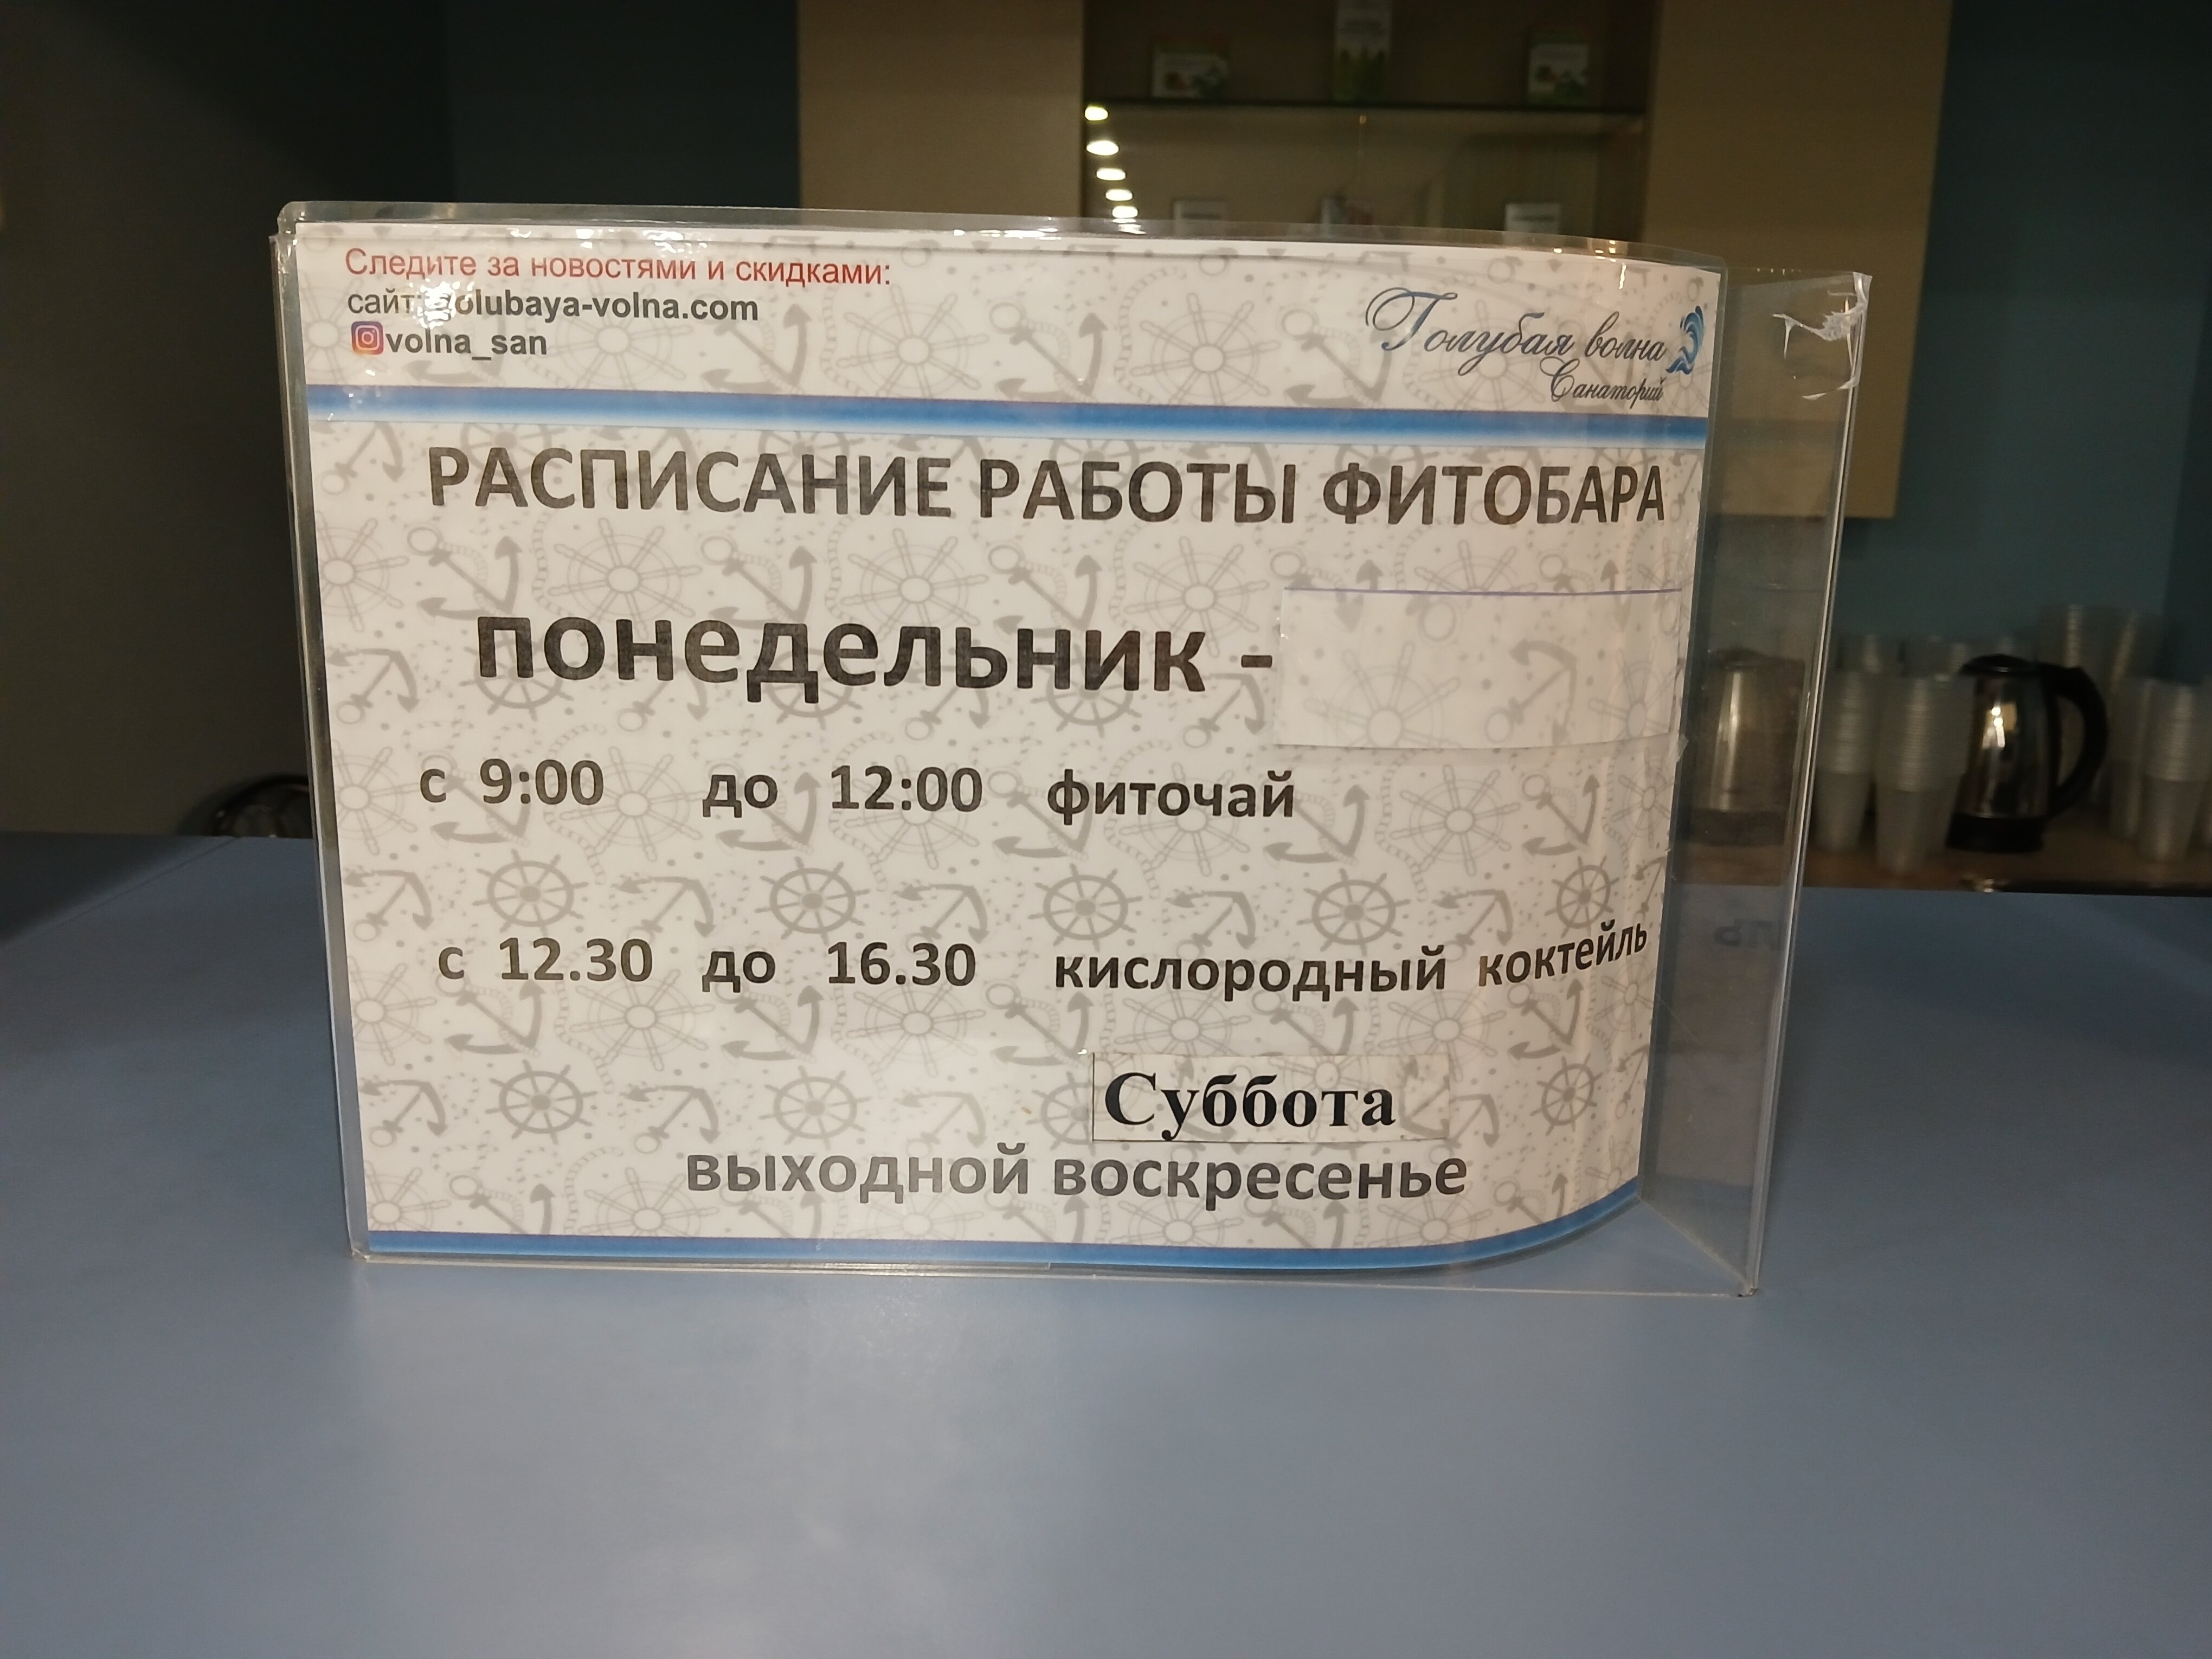 Следите за новостями и скидками:
сайт: golubaya-volna.com
volna_san
Голубая волна
Санаторий
РАСПИСАНИЕ РАБОТЫ ФИТОБАРА
понедельник -
с 9:00 до 12:00 фиточай
с 12.30 до 16.30 кислородный коктейль
Суббота
выходной воскресенье